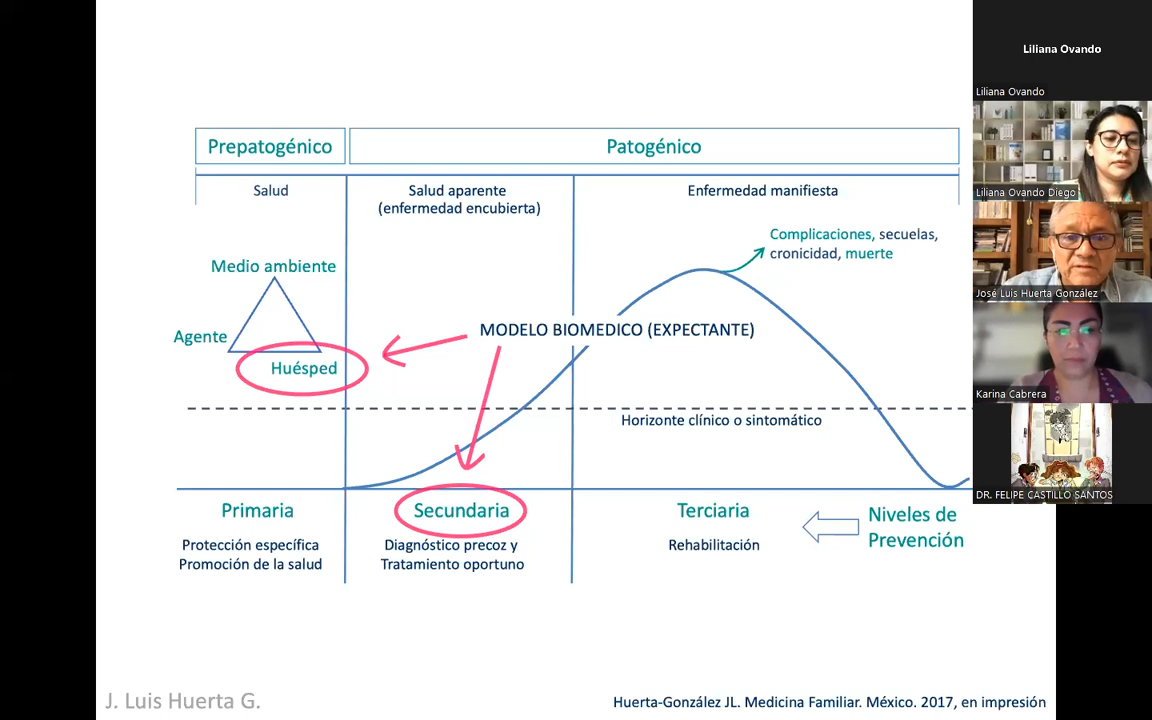 Prepatogénico
Patogénico
Salud
Salud aparente
(enfermedad encubierta)
Enfermedad manifiesta
Complicaciones, secuelas,
cronicidad, muerte
Medio ambiente
Agente
Huésped
MODELO BIOMEDICO (EXPECTANTE)
Horizonte clínico o sintomático
Primaria
Secundaria
Terciaria
Niveles de
Prevención
Protección específica
Promoción de la salud
Diagnóstico precoz y
Tratamiento oportuno
Rehabilitación
J. Luis Huerta G.
Huerta-González JL. Medicina Familiar. México. 2017, en impresión
Liliana Ovando
Liliana Ovando
Liliana Ovando Diego
José Luis Huerta González
Karina Cabrera
DR. FELIPE CASTILLO SANTOS